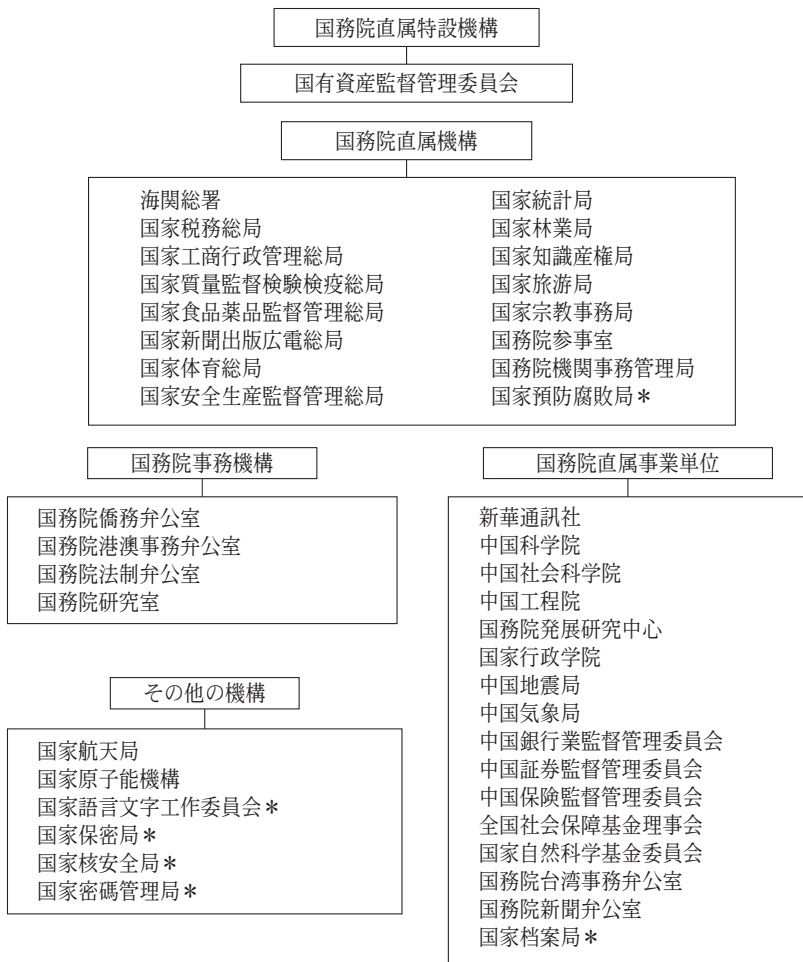 国務院直属特設機構
国有資産監督管理委員会
国務院直属機構
海関総署
国家税務総局
国家工商行政管理総局
国家質量監督検験検疫総局
国家食品薬品監督管理総局
国家新聞出版広電総局
国家体育総局
国家安全生産監督管理総局
国家統計局
国家林業局
国家知識産権局
国家旅游局
国家宗教事務局
国務院参事室
国務院機関事務管理局
国家預防腐敗局＊
国務院事務機構
国務院僑務弁公室
国務院港澳事務弁公室
国務院法制弁公室
国務院研究室
その他の機構
国家航天局
国家原子能機構
国家語言文字工作委員会＊
国家保密局＊
国家核安全局＊
国家密碼管理局＊
国務院直属事業単位
新華通訊社
中国科学院
中国社会科学院
中国工程院
国務院発展研究中心
国家行政学院
中国地震局
中国気象局
中国銀行業監督管理委員会
中国証券監督管理委員会
中国保険監督管理委員会
全国社会保障基金理事会
国家自然科学基金委員会
国務院台湾事務弁公室
国務院新聞弁公室
国家档案局＊